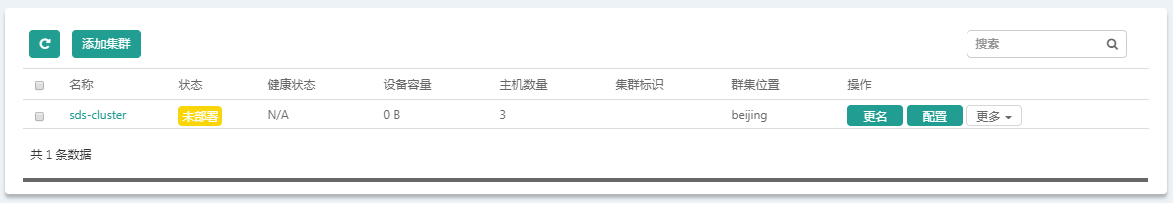 添加集群 搜索
名称 状态 健康状态 设备容量 主机数量 集群标识 群集位置 操作
sds-cluster 未部署 N/A 0 B 3 beijing 更名 配置 更多
共 1 条数据